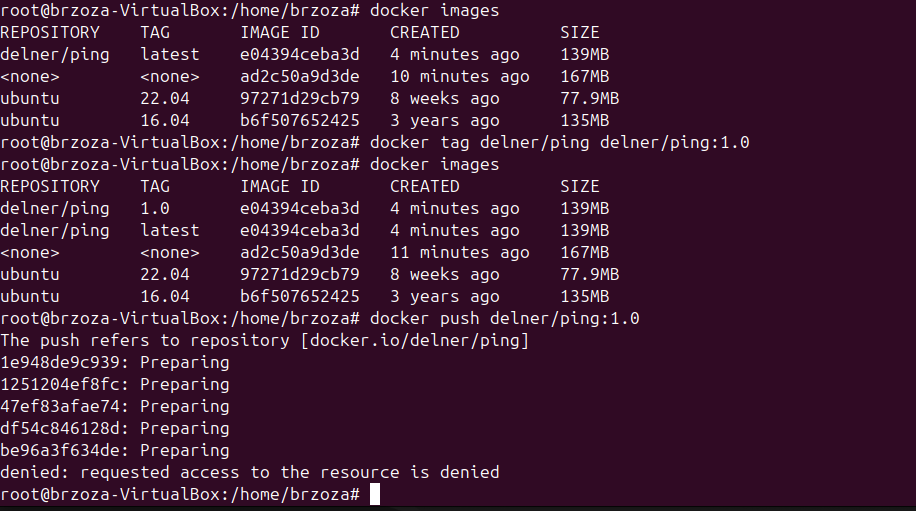 root@brzoza-VirtualBox:/home/brzoza# docker images
REPOSITORY TAG IMAGE ID CREATED SIZE
delner/ping latest e04394ceba3d 4 minutes ago 139MB
<none> <none> ad2c50a9d3de 10 minutes ago 167MB
ubuntu 22.04 97271d29cb79 8 weeks ago 77.9MB
ubuntu 16.04 b6f507652425 3 years ago 135MB
root@brzoza-VirtualBox:/home/brzoza# docker tag delner/ping delner/ping:1.0
root@brzoza-VirtualBox:/home/brzoza# docker images
REPOSITORY TAG IMAGE ID CREATED SIZE
delner/ping 1.0 e04394ceba3d 4 minutes ago 139MB
delner/ping latest e04394ceba3d 4 minutes ago 139MB
<none> <none> ad2c50a9d3de 11 minutes ago 167MB
ubuntu 22.04 97271d29cb79 8 weeks ago 77.9MB
ubuntu 16.04 b6f507652425 3 years ago 135MB
root@brzoza-VirtualBox:/home/brzoza# docker push delner/ping:1.0
The push refers to repository [docker.io/delner/ping]
1e948de9c939: Preparing
1251204ef8fc: Preparing
47ef83afae74: Preparing
df54c846128d: Preparing
be96a3f634de: Preparing
denied: requested access to the resource is denied
root@brzoza-VirtualBox:/home/brzoza#